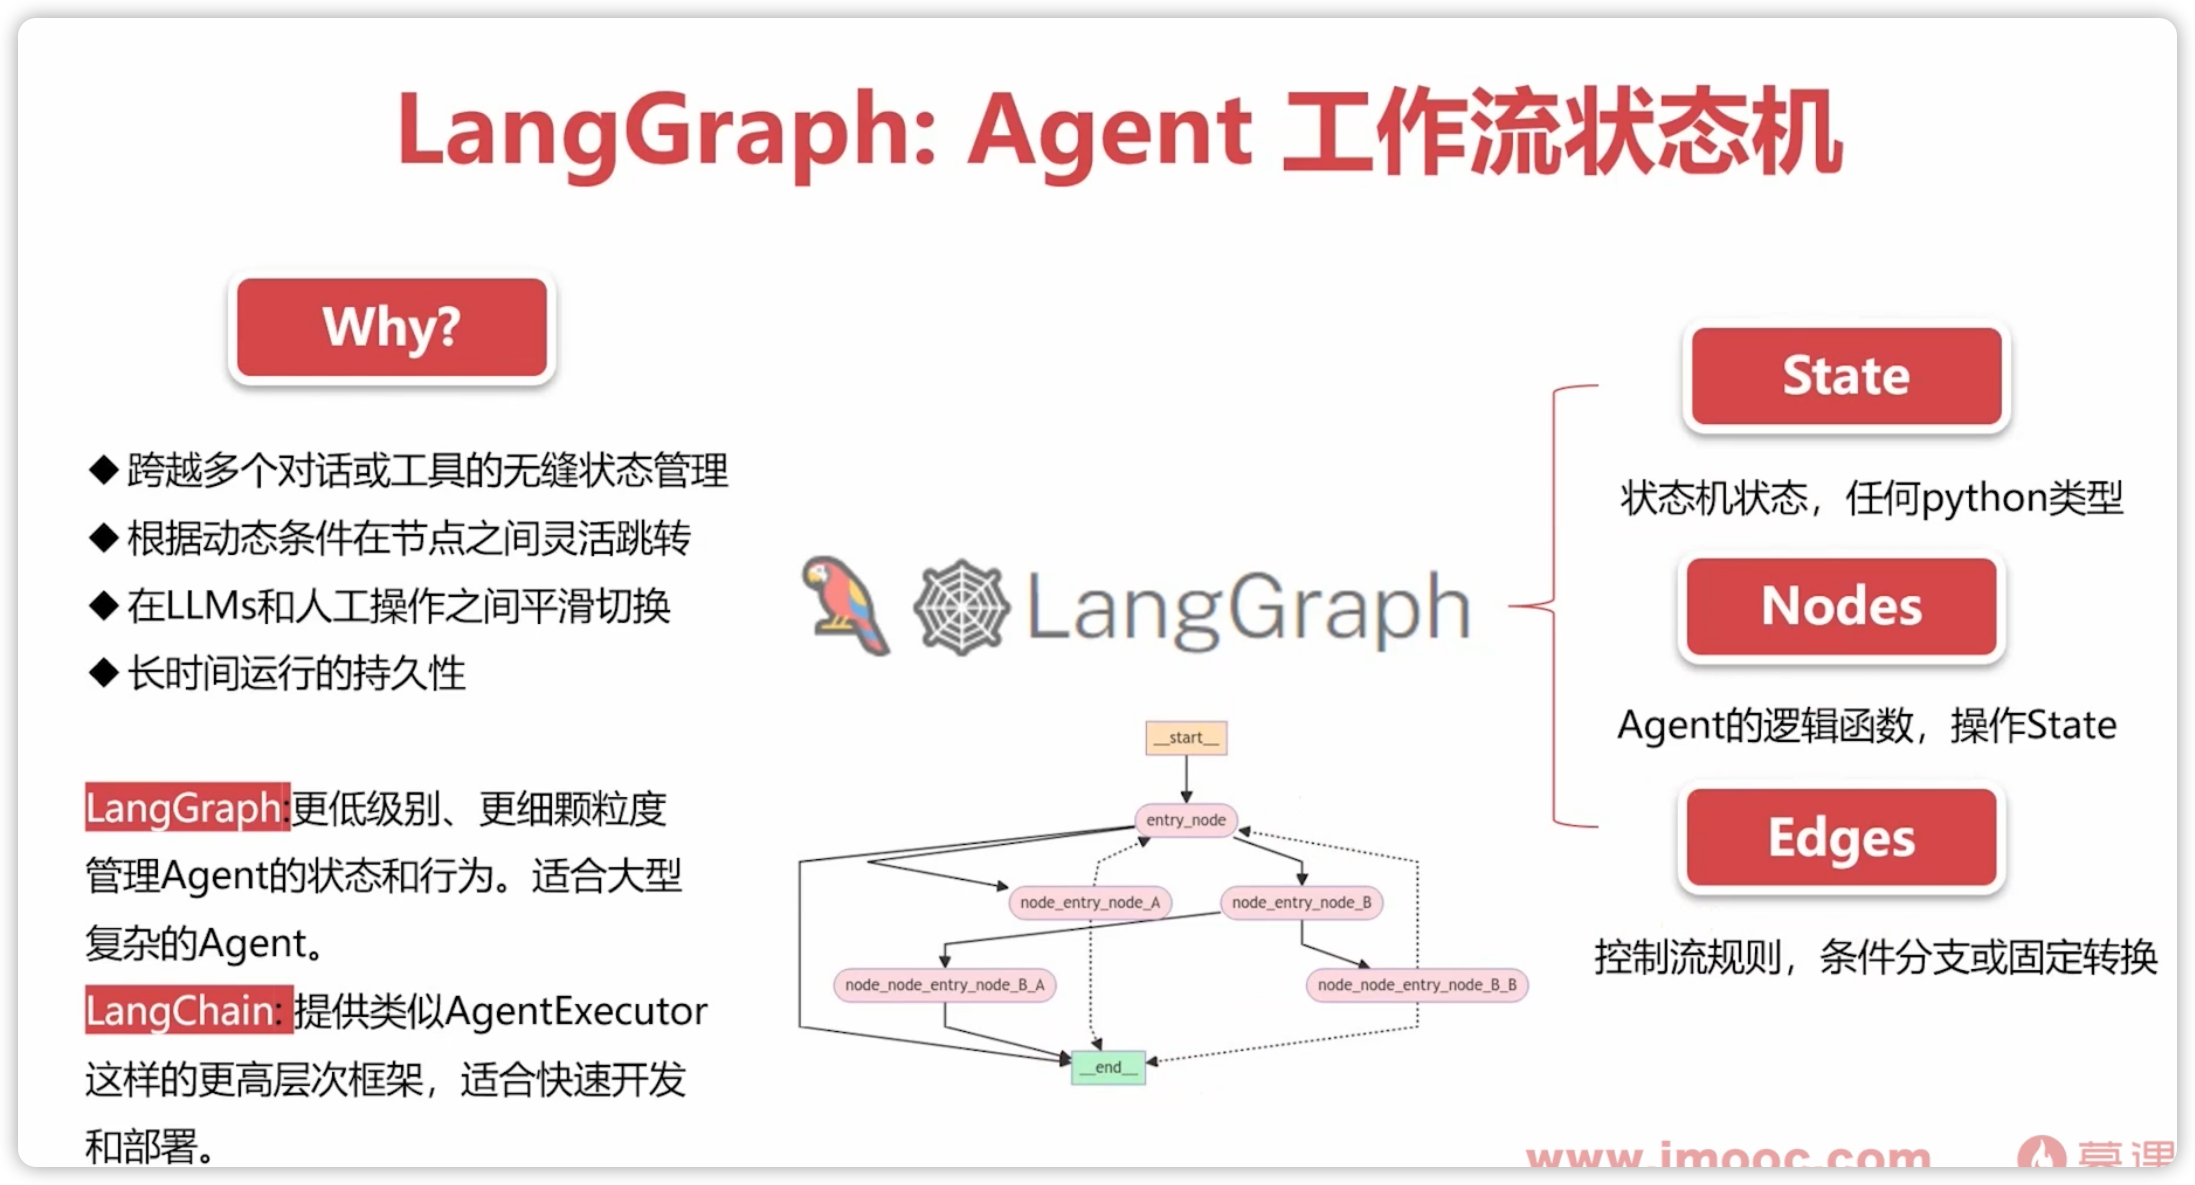 LangGraph: Agent 工作流状态机
Why?
◆跨越多个对话或工具的无缝状态管理
◆根据动态条件在节点之间灵活跳转
◆在LLMs和人工操作之间平滑切换
◆长时间运行的持久性
LangGraph:更低级别、更细颗粒度
管理Agent的状态和行为。适合大型
复杂的Agent。
LangChain: 提供类似AgentExecutor
这样的更高层次框架，适合快速开发
和部署。
LangGraph
__start__
entry_node
node_entry_node_A
node_entry_node_B
node_node_entry_node_B_A
node_node_entry_node_B_B
__end__
State
状态机状态，任何python类型
Nodes
Agent的逻辑函数，操作State
Edges
控制流规则，条件分支或固定转换
www.imooc.com
慕课